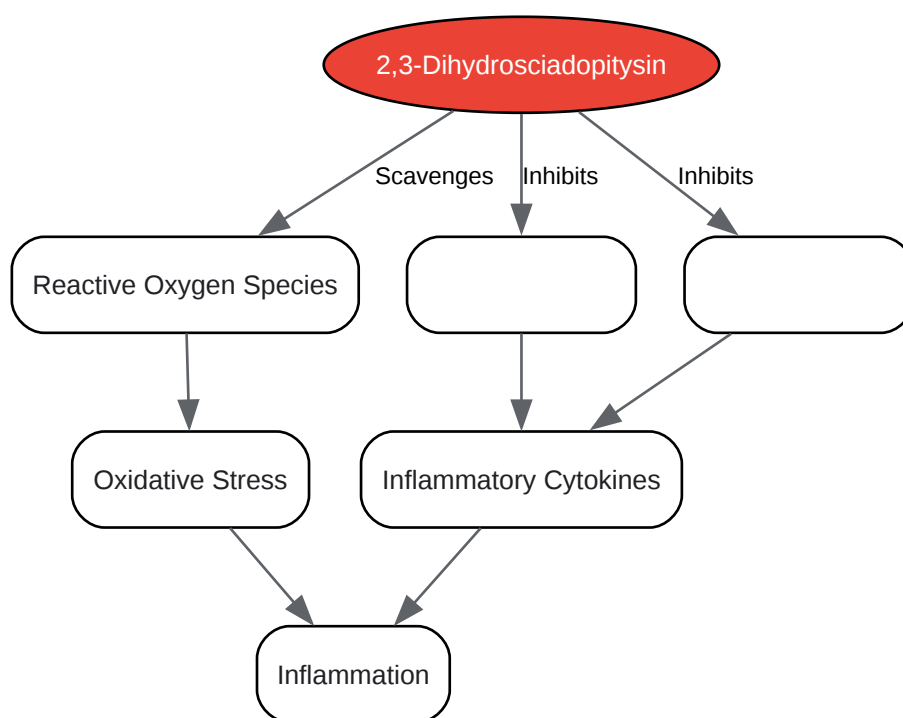 2,3-Dihydrosciadopitysin
Scavenges
Inhibits
Inhibits
Reactive Oxygen Species
Oxidative Stress
Inflammatory Cytokines
Inflammation